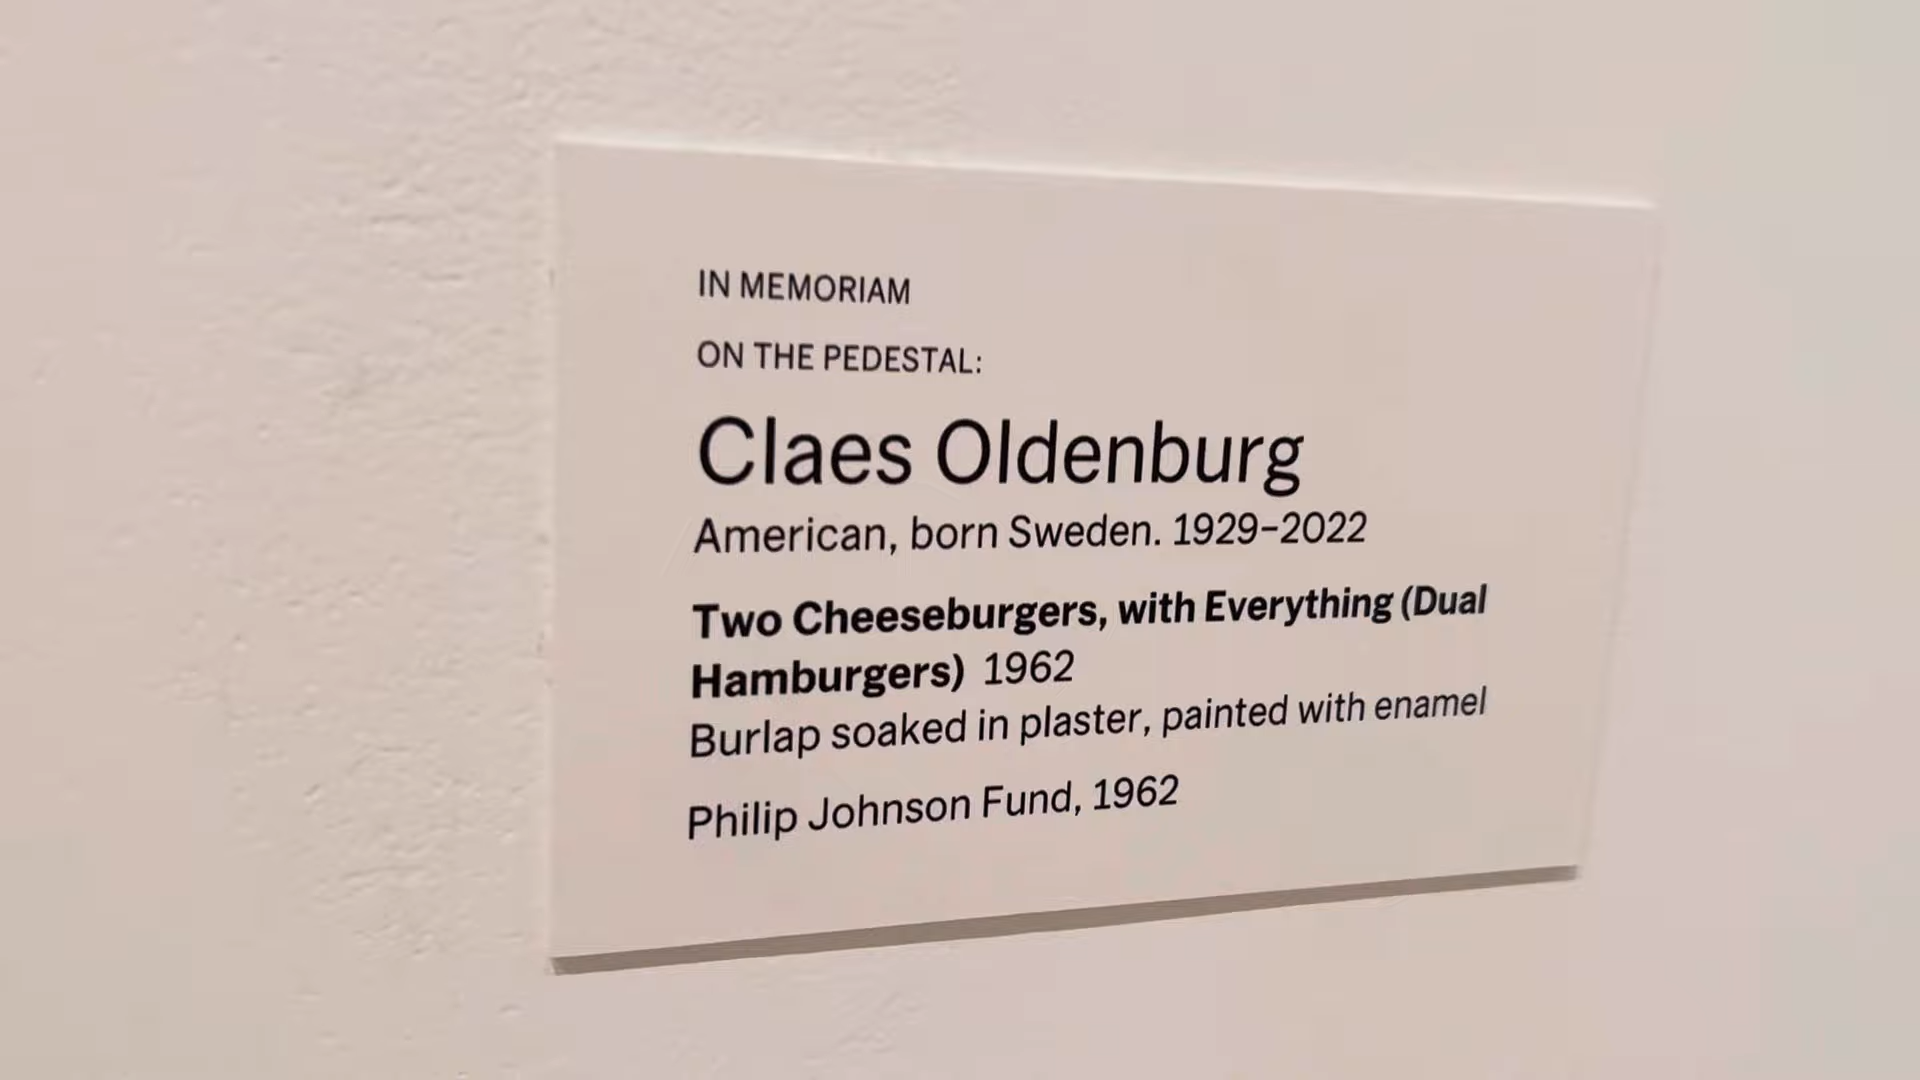 IN MEMORIAM
ON THE PEDESTAL:
Claes Oldenburg
American, born Sweden. 1929–2022
Two Cheeseburgers, with Everything (Dual
Hamburgers) 1962
Burlap soaked in plaster, painted with enamel
Philip Johnson Fund, 1962